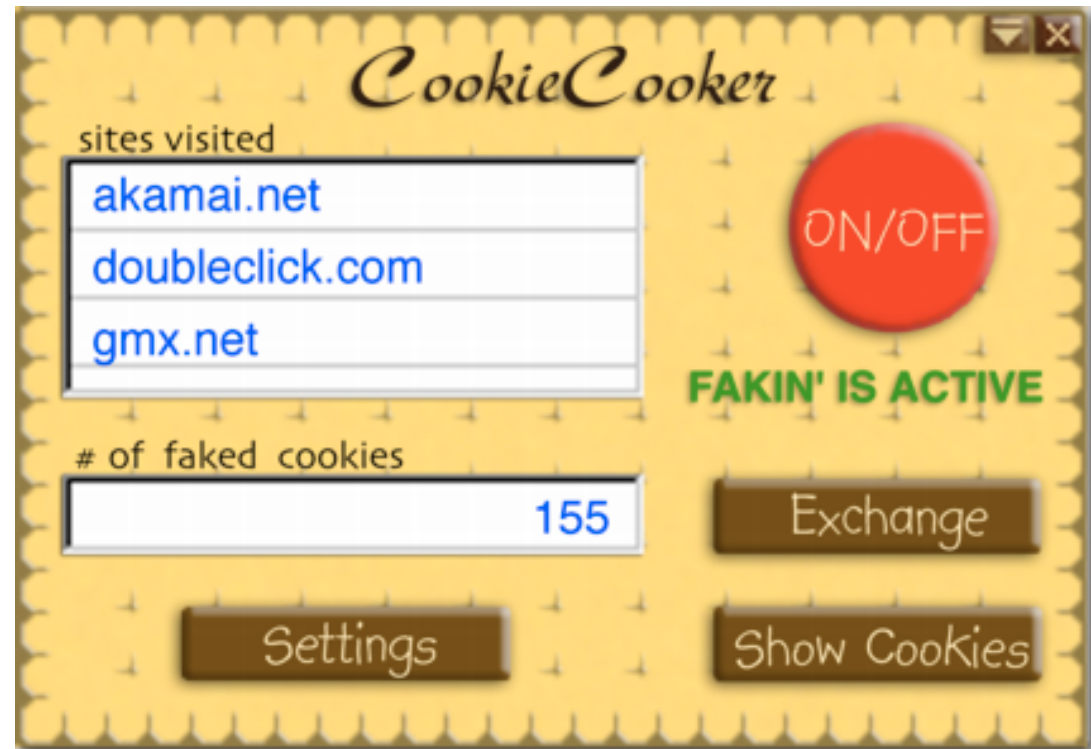 CookieCooker
sites visited
akamai.net
doubleclick.com
gmx.net
ON/OFF
FAKIN' IS ACTIVE
# of faked cookies
155
Exchange
Settings
Show Cookies